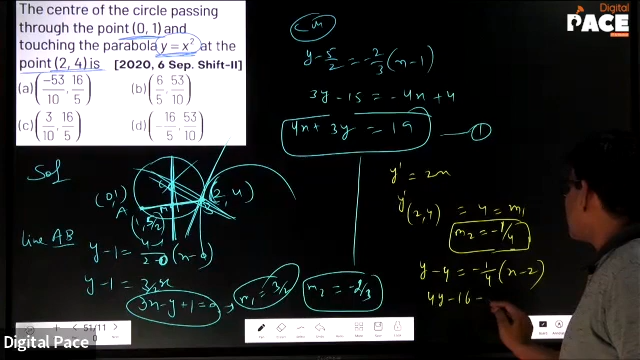 The centre of the circle passing
through the point (0, 1) and
touching the parabola y = x² at the
point (2, 4) is [2020, 6 Sep. Shift-II]
(a) (-53/10, 16/5) (b) (6/5, 53/10)
(c) (3/10, 16/5) (d) (-16/5, 53/10)
Digital
PACE
CM
y - 5/2 = -2/3 (x - 1)
3y - 15 = -4x + 4
4x + 3y = 19 — ①
Sol
(0,1)
A
(2, 4)
B
M
(1, 5/2)
Line AB
y - 1 = (4-1)/(2-0) (x - 0)
y - 1 = 3/2 x
3x - y + 1 = 0
m₁ = 3/2
m₂ = -2/3
y' = 2x
y' (2,4) = 4 = m₁
m₂ = -1/4
y - 4 = -1/4 (x - 2)
4y - 16 =
51/11
Digital Pace